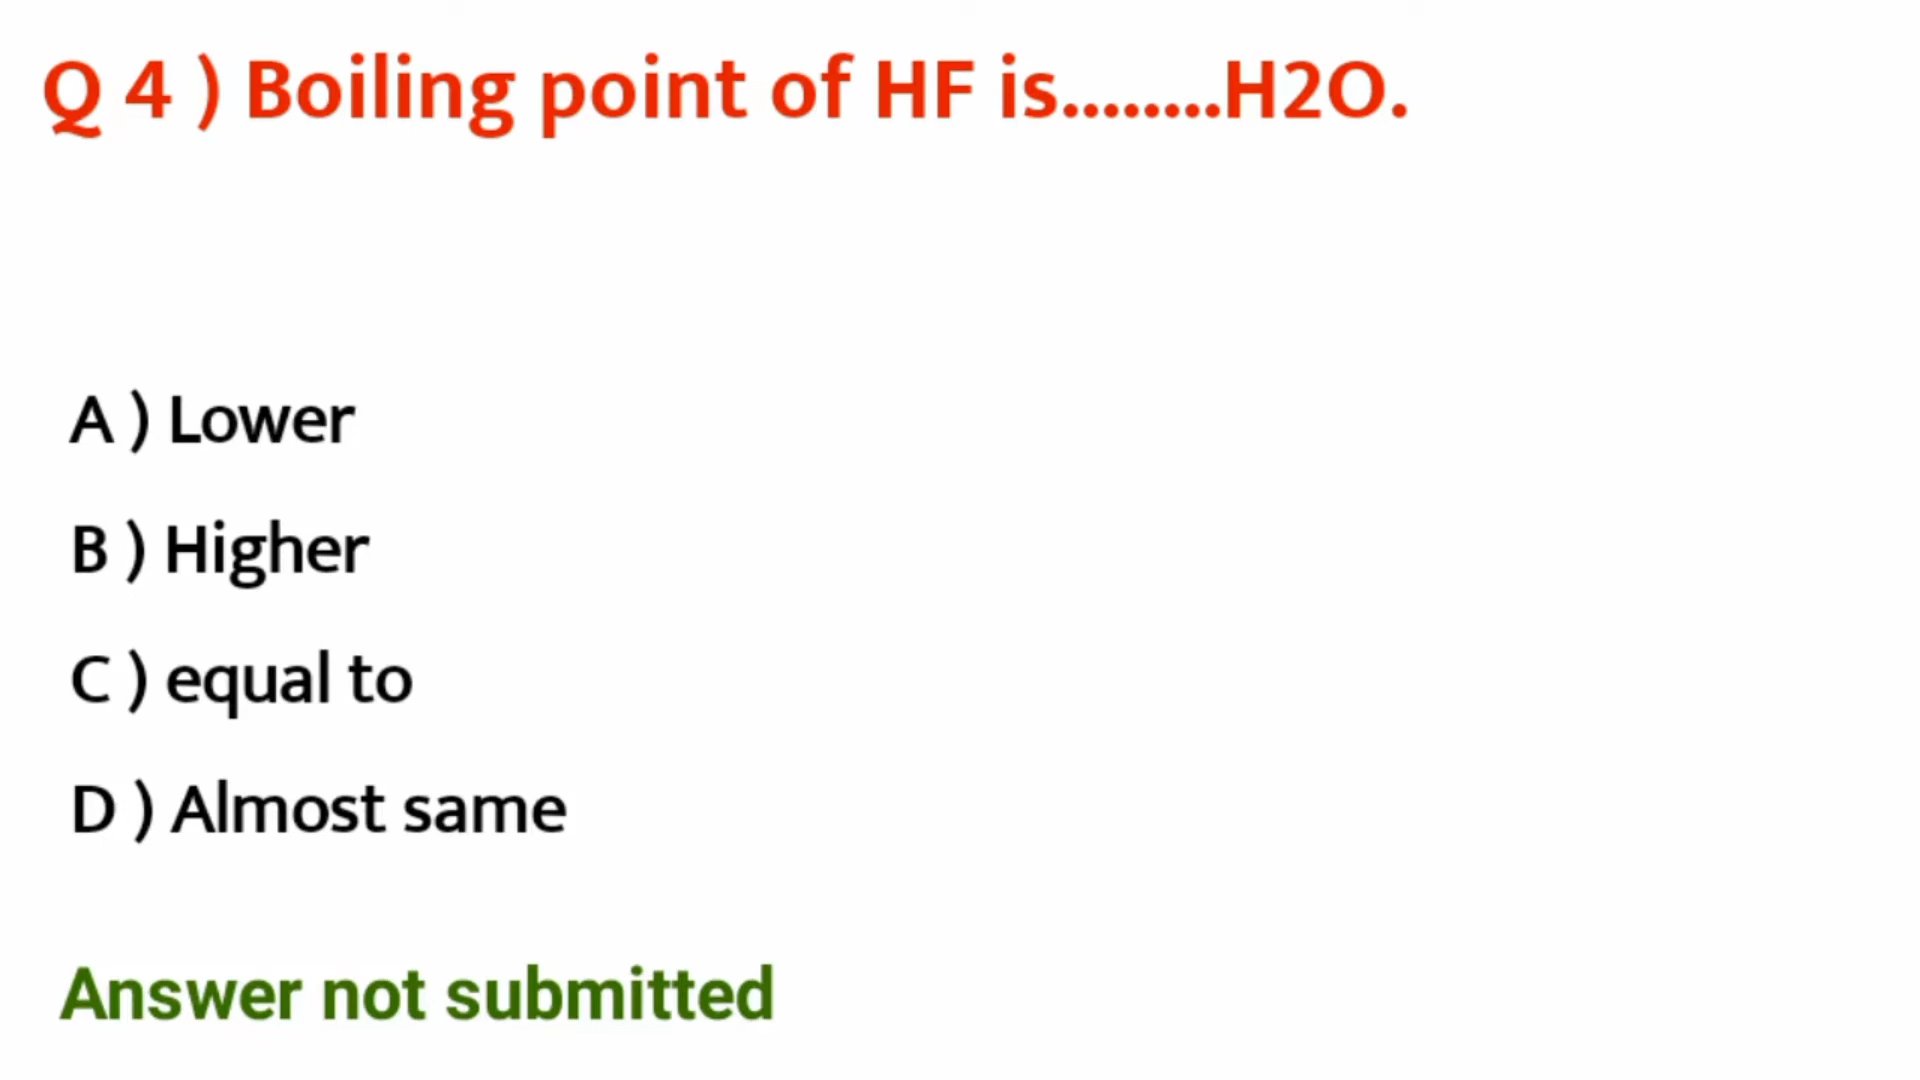 Q 4 ) Boiling point of HF is........H2O.
A ) Lower
B ) Higher
C ) equal to
D ) Almost same
Answer not submitted